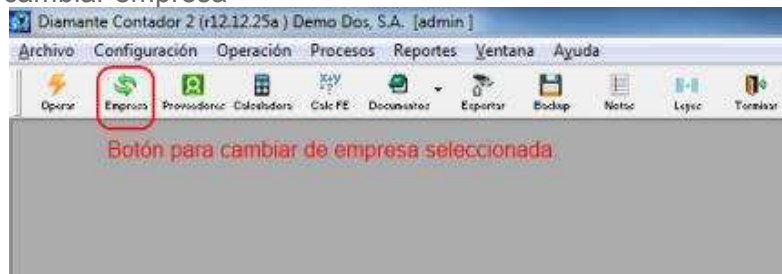 cambiar empresa
Diamante Contador 2 (r12.12.25a ) Demo Dos, S.A. [admin ]
Archivo Configuración Operación Procesos Reportes Ventana Ayuda
Operar Empresa Proveedores Calculadora Calc FE Documentos Exportar Backup Notas Leyes Terminar
Botón para cambiar de empresa seleccionada